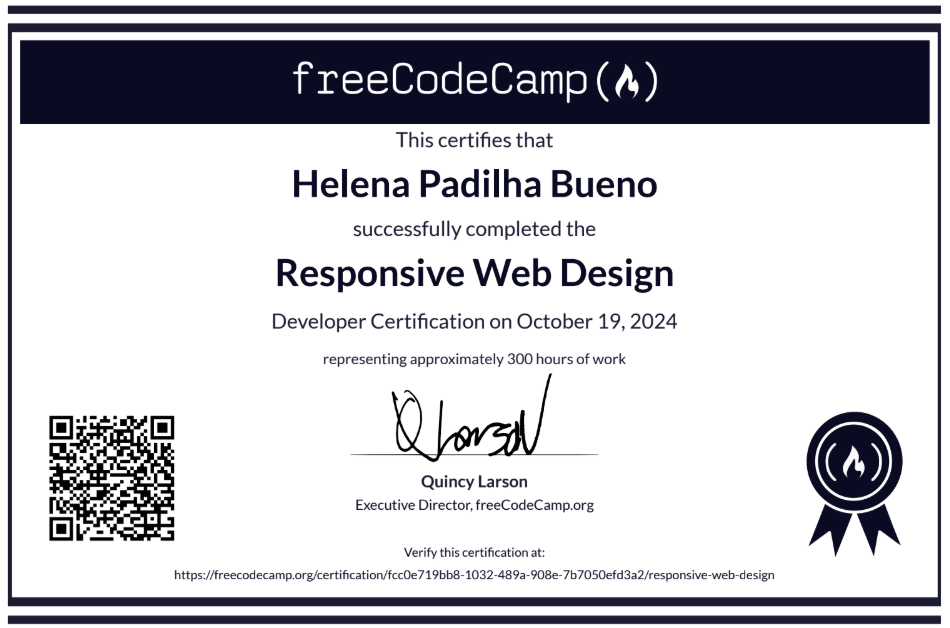 freeCodeCamp
This certifies that
Helena Padilha Bueno
successfully completed the
Responsive Web Design
Developer Certification on October 19, 2024
representing approximately 300 hours of work
Quincy Larson
Executive Director, freeCodeCamp.org
Verify this certification at:
https://freecodecamp.org/certification/fcc0e719bb8-1032-489a-908e-7b7050efd3a2/responsive-web-design